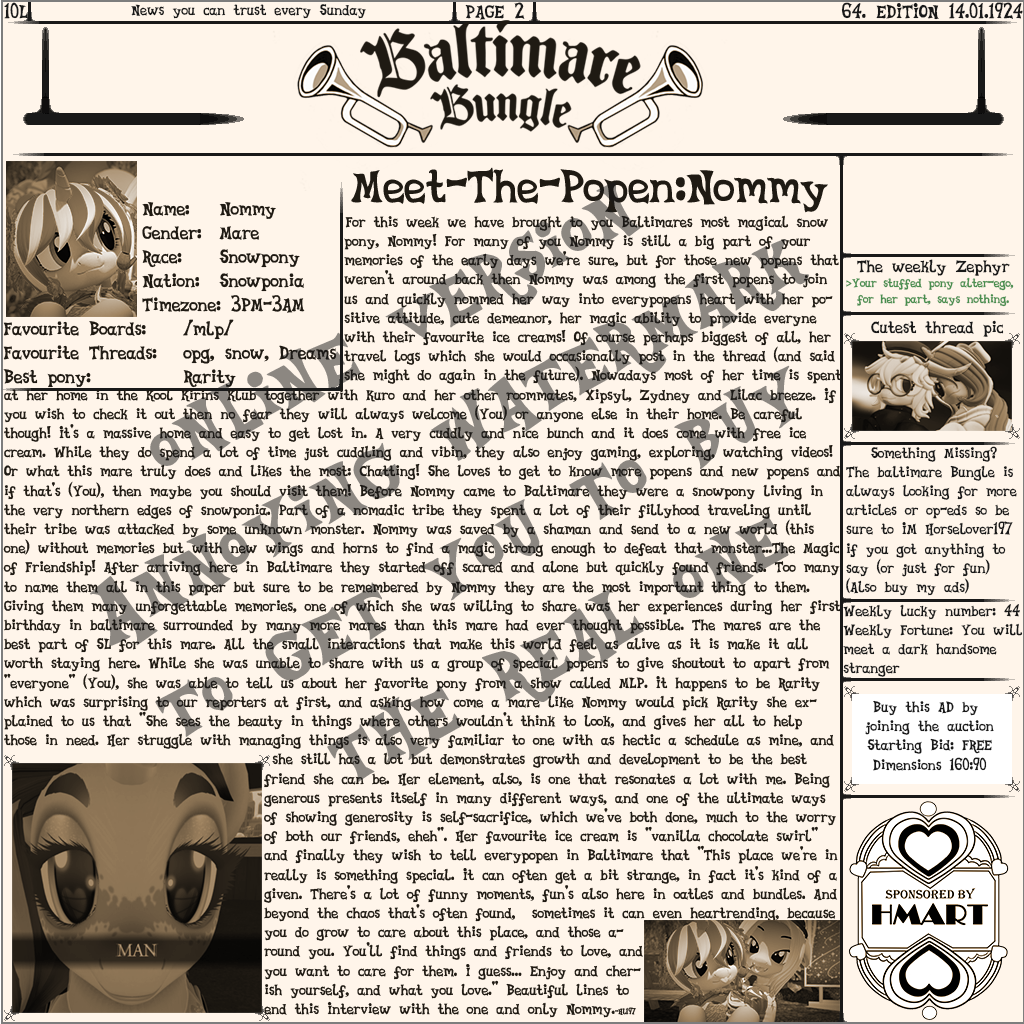 10L
News you can trust every Sunday
PAGE 2
64. EDITION 14.01.1924
Baltimare
Bungle
Name: Nommy
Gender: Mare
Race: Snowpony
Nation: Snowponia
Timezone: 3PM-3AM
Favourite Boards: /mlp/
Favourite Threads: opg, snow, Dreams
Best pony: Rarity
Meet-The-Popen:Nommy
For this week we have brought to you Baltimares most magical snow
pony, Nommy! For many of you Nommy is still a big part of your
memories of the early days we're sure, but for those new popens that
weren't around back then Nommy was among the first popens to join
us and quickly nommed her way into everypopens heart with her po-
sitive attitude, cute demeanor, her magic ability to provide everyne
with their favourite ice creams! Of course perhaps biggest of all, her
travel logs which she would occasionally post in the thread (and said
she might do again in the future). Nowadays most of her time is spent
at her home in the Kool Kirins Klub together with Kuro and her other roommates, Xipsyl, Zydney and Lilac breeze. If
you wish to check it out then no fear they will always welcome (You) or anyone else in their home. Be careful
though! it's a massive home and easy to get lost in. A very cuddly and nice bunch and it does come with free ice
cream. While they do spend a lot of time just cuddling and vibin, they also enjoy gaming, exploring, watching videos!
Or what this mare truly does and likes the most: Chatting! She loves to get to know more popens and new popens and
if that's (You), then maybe you should visit them! Before Nommy came to Baltimare they were a snowpony living in
the very northern edges of snowponia. Part of a nomadic tribe they spend a lot of their fillyhood traveling until
their tribe was attacked by some unknown monster. Nommy was saved by a shaman and send to a new world (this
one) without memories but with new wings and horns to find a magic strong enough to defeat that monster...The Magic
of Friendship! After arriving here in Baltimare they started off scared and alone but quickly found friends. Too many
to name them all in this paper but sure to be remembered by Nommy they are the most important thing to them.
Giving them many unforgettable memories, one of which she was willing to share was her experiences during her first
birthday in baltimare surrounded by many more mares than this mare had ever thought possible. The mares are the
best part of SL for this mare. All the small interactions that make this world feel as alive as it is make it all
worth staying here. While she was unable to share with us a group of special popens to give shoutout to apart from
"everyone" (You), she was able to tell us about her favorite pony from a show called MLP. it happens to be Rarity
which was surprising to our reporters at first, and asking how come a mare like Nommy would pick Rarity she ex-
plained to us that "She sees the beauty in things where others wouldn't think to look, and gives her all to help
those in need. Her struggle with managing things is also very familiar to one with as hectic a schedule as mine, and
she still has a lot but demonstrates growth and development to be the best
friend she can be. Her element, also, is one that resonates a lot with me. Being
generous presents itself in many different ways, and one of the ultimate ways
of showing generosity is self-sacrifice, which we've both done, much to the worry
of both our friends, eheh". Her favourite ice cream is "vanilla chocolate swirl"
and finally they wish to tell everypopen in Baltimare that "This place we're in
really is something special. it can often get a bit strange, in fact it's kind of a
given. There's a lot of funny moments, fun's also here in oatles and bundles. And
beyond the chaos that's often found, sometimes it can even heartrending, because
you do grow to care about this place, and those a-
round you. You'll find things and friends to love, and
you want to care for them. i guess... Enjoy and cher-
ish yourself, and what you love." Beautiful lines to
end this interview with the one and only Nommy.-HL197
MAN
ONLINE VERSION
ANNOYING WATERMARK
TO GET YOU TO BUY
THE REAL ONE
The weekly Zephyr
>Your stuffed pony alter-ego,
for her part, says nothing.
Cutest thread pic
Something Missing?
The baltimare Bungle is
always looking for more
articles or op-eds so be
sure to iM Horselover197
if you got anything to
say (or just for fun)
(Also buy my ads)
Weekly lucky number: 44
Weekly Fortune: You will
meet a dark handsome
stranger
Buy this AD by
joining the auction
Starting Bid: FREE
Dimensions 160:90
SPONSORED BY
HMART